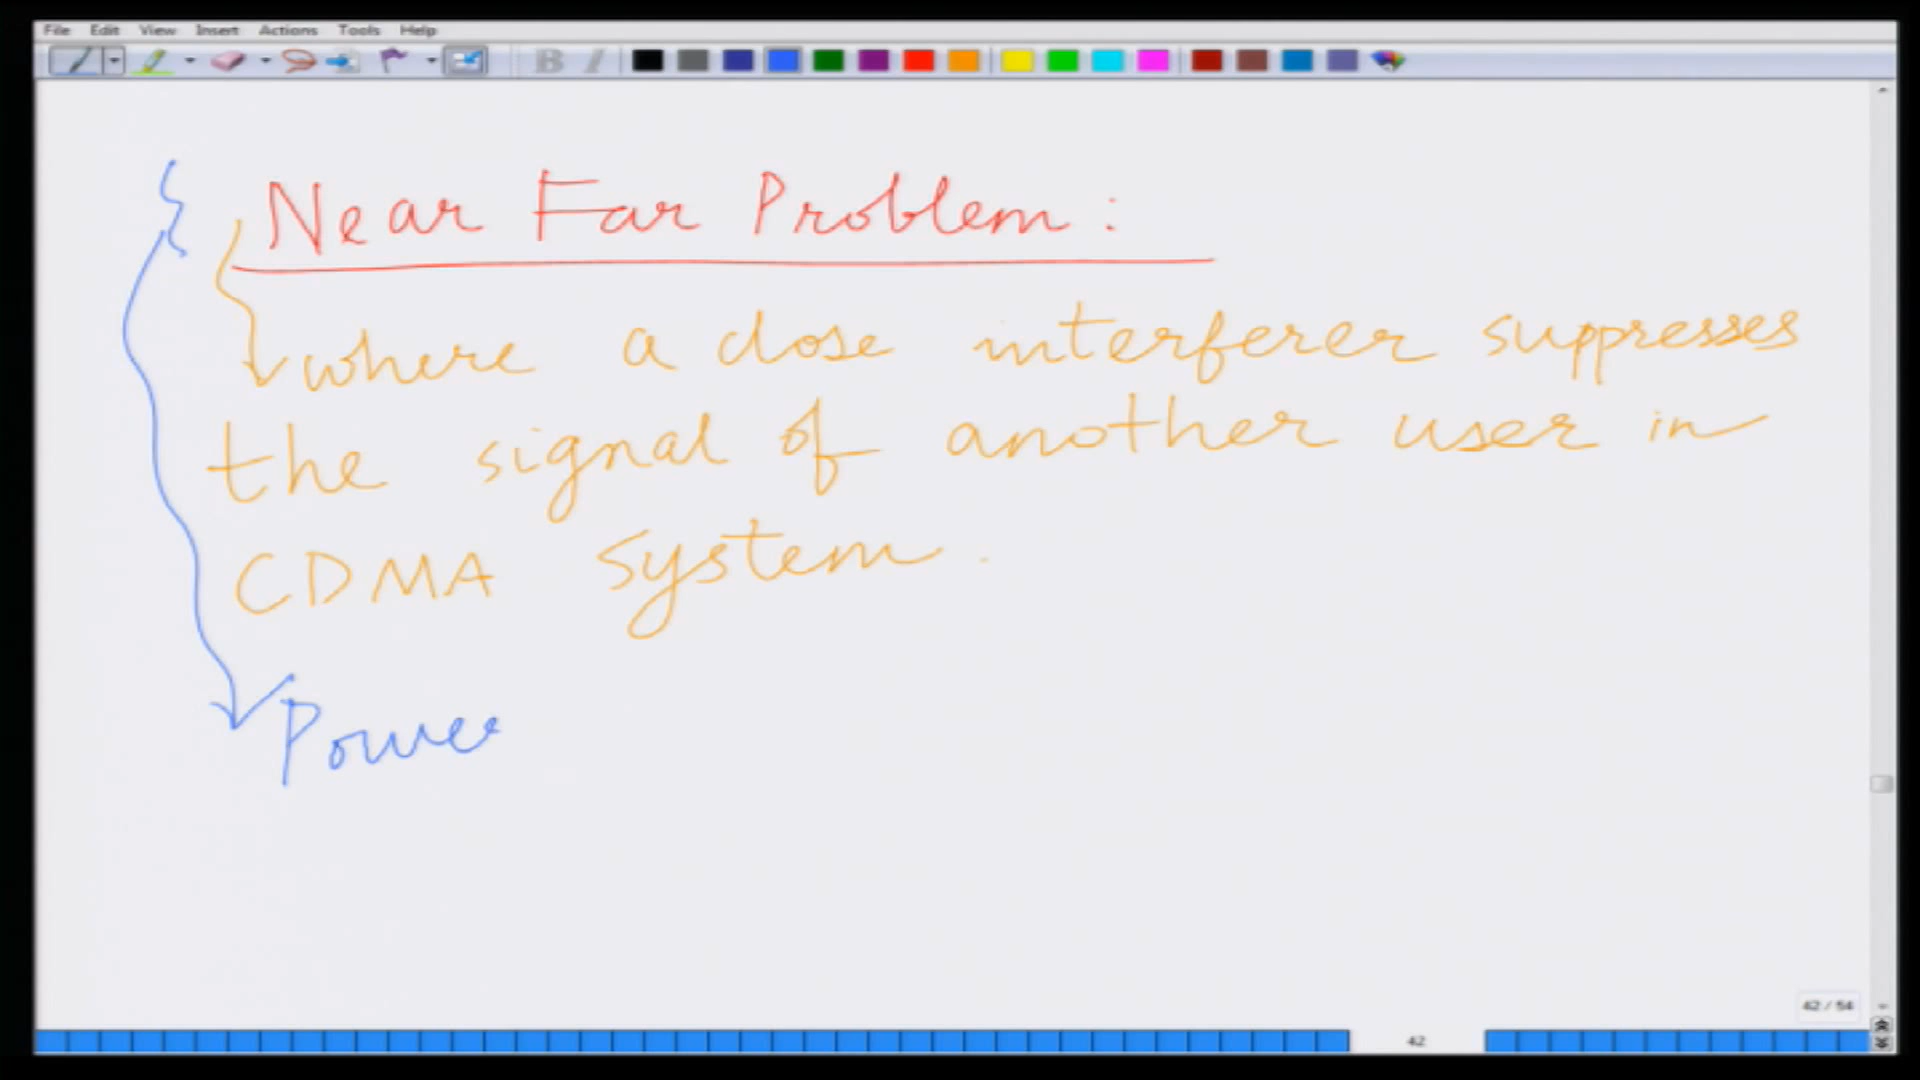 File Edit View Insert Actions Tools Help
B I
Near Far Problem :
where a close interferer suppresses
the signal of another user in
CDMA system.
Power
42 / 54
42